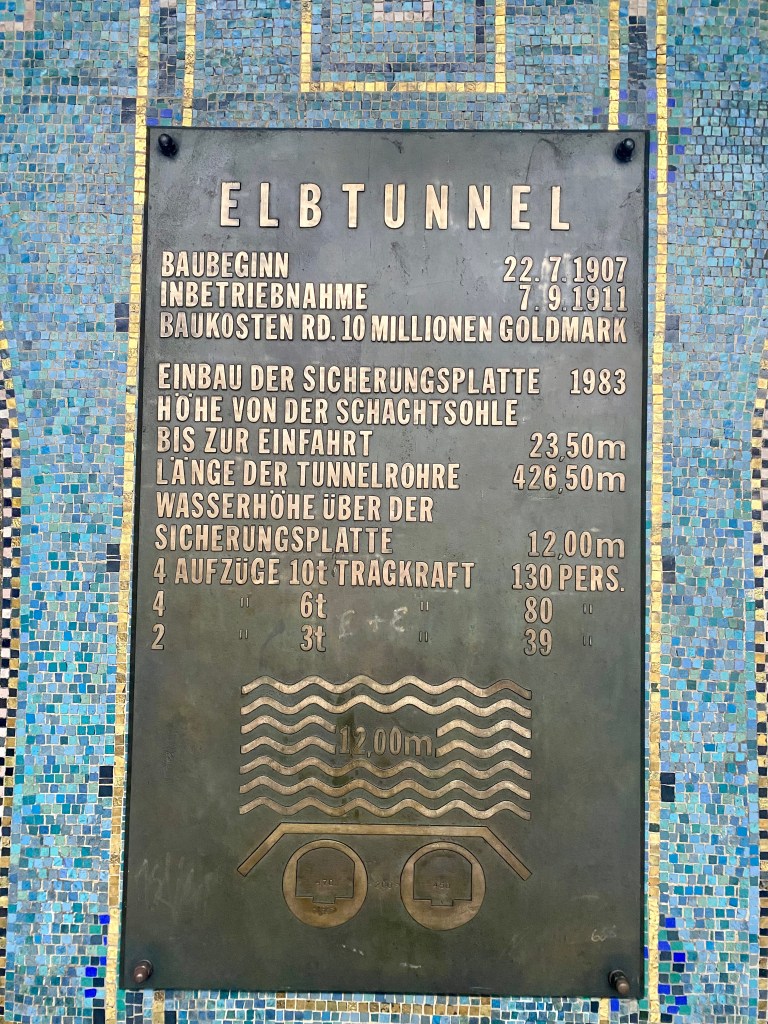 ELBTUNNEL
BAUBEGINN 22.7.1907
INBETRIEBNAHME 7.9.1911
BAUKOSTEN RD. 10 MILLIONEN GOLDMARK
EINBAU DER SICHERUNGSPLATTE 1983
HÖHE VON DER SCHACHTSOHLE
BIS ZUR EINFAHRT 23,50m
LÄNGE DER TUNNELROHRE 426,50m
WASSERHÖHE ÜBER DER
SICHERUNGSPLATTE 12,00m
4 AUFZÜGE 10t TRAGKRAFT 130 PERS.
4 " 6t " 80 "
2 " 3t " 39 "
E + E
12,00m